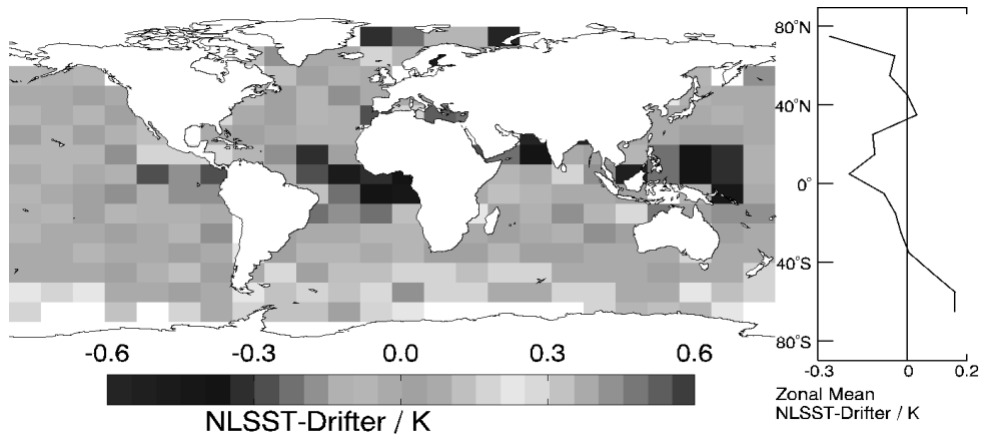 80°N
40°N
0°
40°S
80°S
-0.3 0 0.2
Zonal Mean
NLSST-Drifter / K
-0.6 -0.3 0.0 0.3 0.6
NLSST-Drifter / K